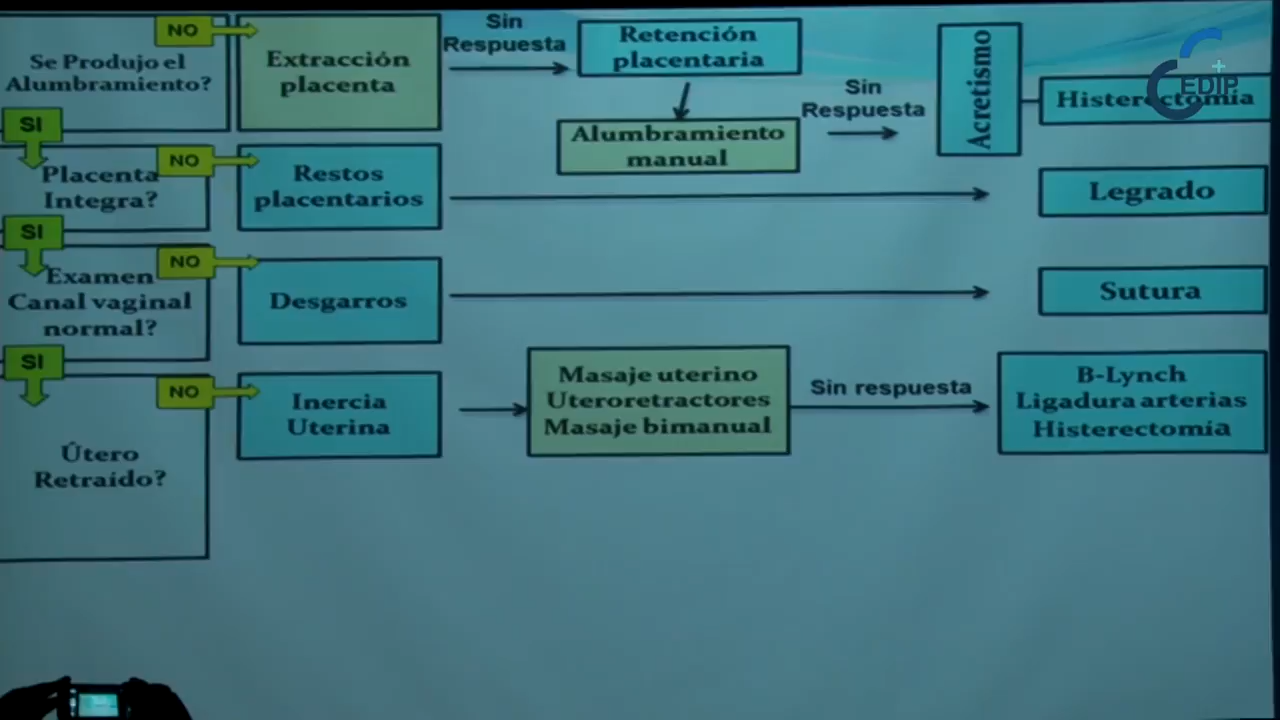 NO
Se Produjo el
Alumbramiento?
Extracción
placenta
Sin
Respuesta
Retención
placentaria
Alumbramiento
manual
Sin
Respuesta
Acretismo
Histerectomía
CEDIP
SI
Placenta
Integra?
NO
Restos
placentarios
Legrado
SI
Examen
Canal vaginal
normal?
NO
Desgarros
Sutura
SI
Útero
Retraído?
NO
Inercia
Uterina
Masaje uterino
Uteroretractores
Masaje bimanual
Sin respuesta
B-Lynch
Ligadura arterias
Histerectomía